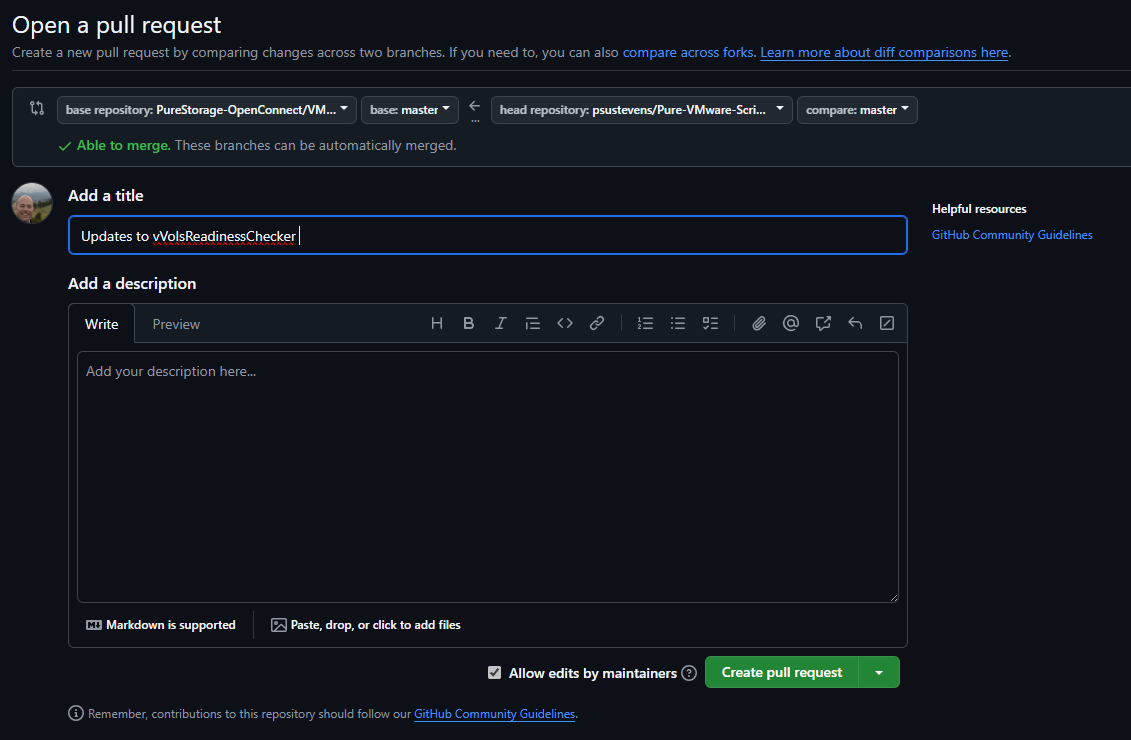 Open a pull request
Create a new pull request by comparing changes across two branches. If you need to, you can also compare across forks. Learn more about diff comparisons here.
base repository: PureStorage-OpenConnect/VM... base: master ... head repository: psustevens/Pure-VMware-Scri... compare: master
Able to merge. These branches can be automatically merged.
Add a title
Helpful resources
Updates to vVolsReadinessChecker
GitHub Community Guidelines
Add a description
Write Preview
Add your description here...
Markdown is supported Paste, drop, or click to add files
Allow edits by maintainers Create pull request
Remember, contributions to this repository should follow our GitHub Community Guidelines.